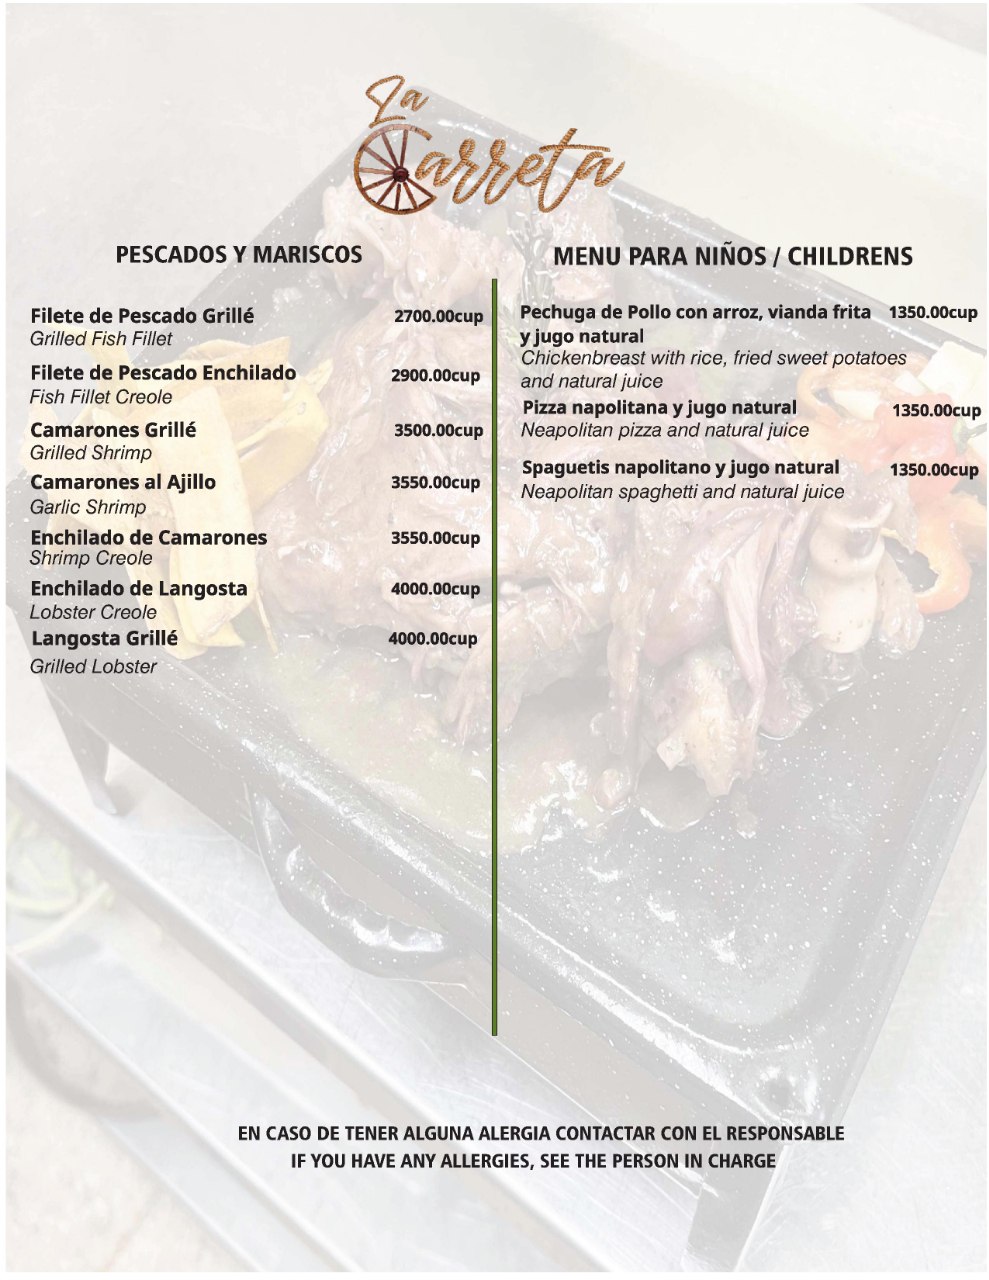 La
Carreta
PESCADOS Y MARISCOS
Filete de Pescado Grillé 2700.00cup
Grilled Fish Fillet
Filete de Pescado Enchilado 2900.00cup
Fish Fillet Creole
Camarones Grillé 3500.00cup
Grilled Shrimp
Camarones al Ajillo 3550.00cup
Garlic Shrimp
Enchilado de Camarones 3550.00cup
Shrimp Creole
Enchilado de Langosta 4000.00cup
Lobster Creole
Langosta Grillé 4000.00cup
Grilled Lobster
MENU PARA NIÑOS / CHILDRENS
Pechuga de Pollo con arroz, vianda frita 1350.00cup
y jugo natural
Chickenbreast with rice, fried sweet potatoes
and natural juice
Pizza napolitana y jugo natural 1350.00cup
Neapolitan pizza and natural juice
Spaguetis napolitano y jugo natural 1350.00cup
Neapolitan spaghetti and natural juice
EN CASO DE TENER ALGUNA ALERGIA CONTACTAR CON EL RESPONSABLE
IF YOU HAVE ANY ALLERGIES, SEE THE PERSON IN CHARGE